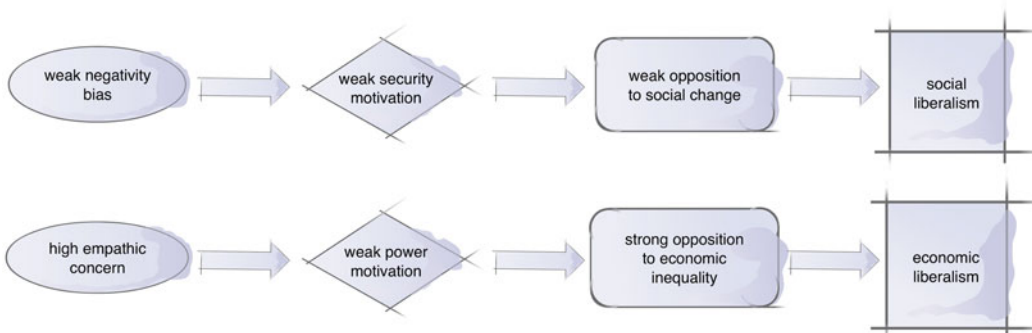 weak negativity
bias
weak security
motivation
weak opposition
to social change
social
liberalism
high empathic
concern
weak power
motivation
strong opposition
to economic
inequality
economic
liberalism